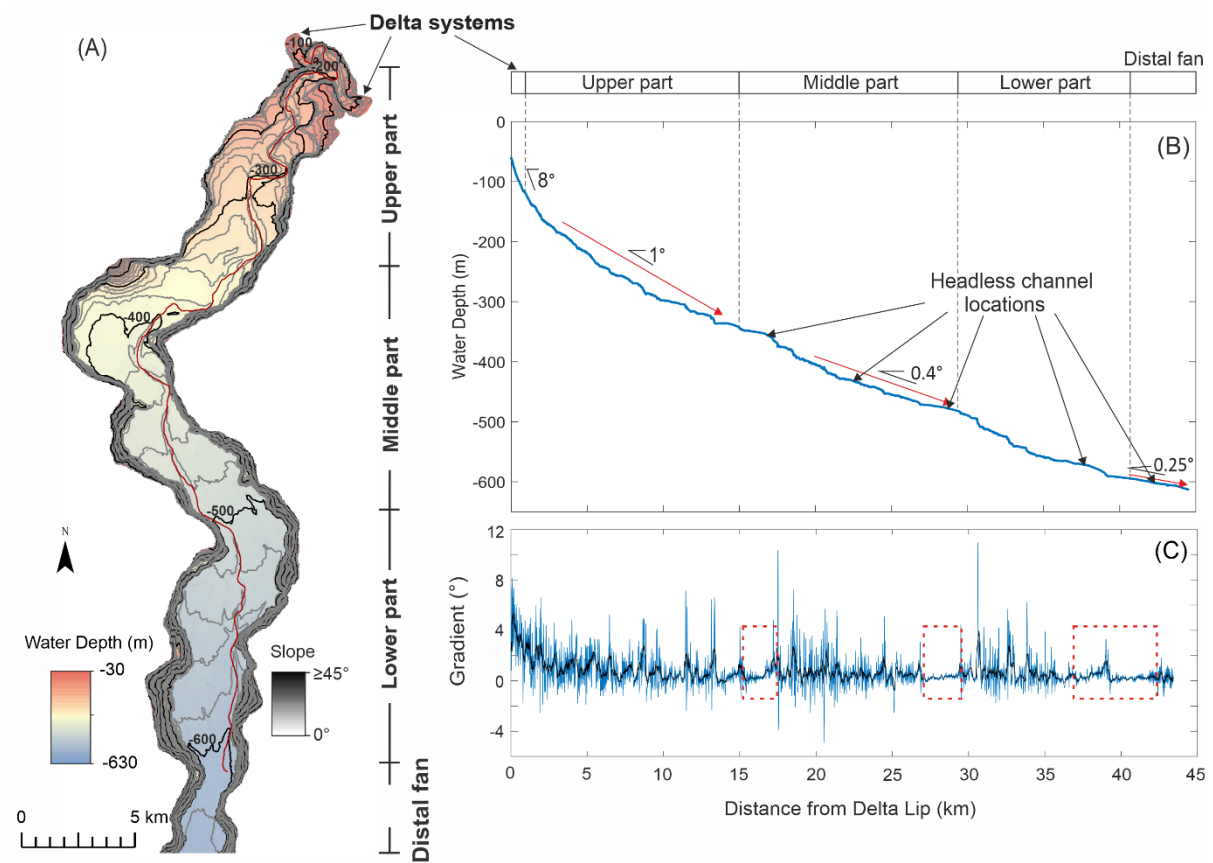 (A)
Delta systems
-100
-200
-300
-400
-500
-600
Upper part
Middle part
Lower part
Distal fan
N
Water Depth (m)
-30
-630
Slope
≥45°
0°
0
5 km
Distal fan
Upper part
Middle part
Lower part
(B)
0
-100
-200
-300
-400
-500
-600
Water Depth (m)
8°
1°
Headless channel
locations
0.4°
0.25°
(C)
12
8
4
0
-4
Gradient (°)
0
5
10
15
20
25
30
35
40
45
Distance from Delta Lip (km)